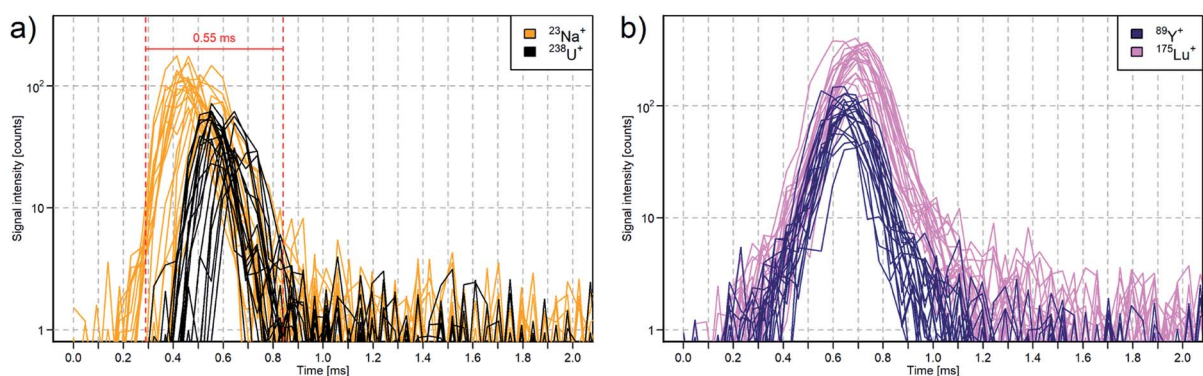 a)
0.55 ms
²³Na⁺
²³⁸U⁺
Signal intensity [counts]
10²
10
1
0.0 0.2 0.4 0.6 0.8 1.0 1.2 1.4 1.6 1.8 2.0
Time [ms]
b)
⁸⁹Y⁺
¹⁷⁵Lu⁺
Signal intensity [counts]
10²
10
1
0.0 0.2 0.4 0.6 0.8 1.0 1.2 1.4 1.6 1.8 2.0
Time [ms]